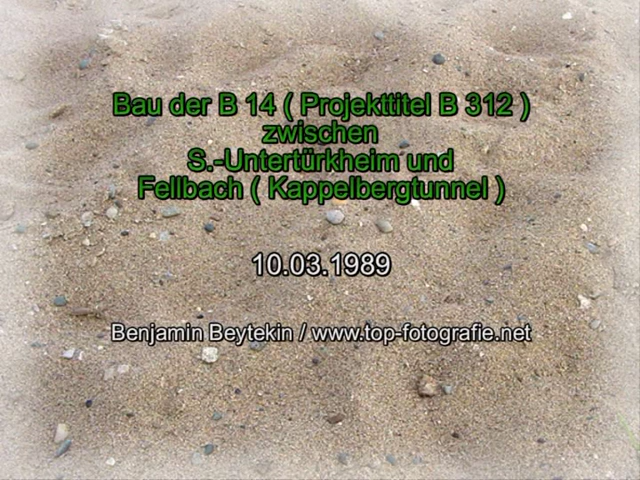 Bau der B 14 ( Projekttitel B 312 )
zwischen
S.-Untertürkheim und
Fellbach ( Kappelbergtunnel )
10.03.1989
Benjamin Beytekin / www.top-fotografie.net